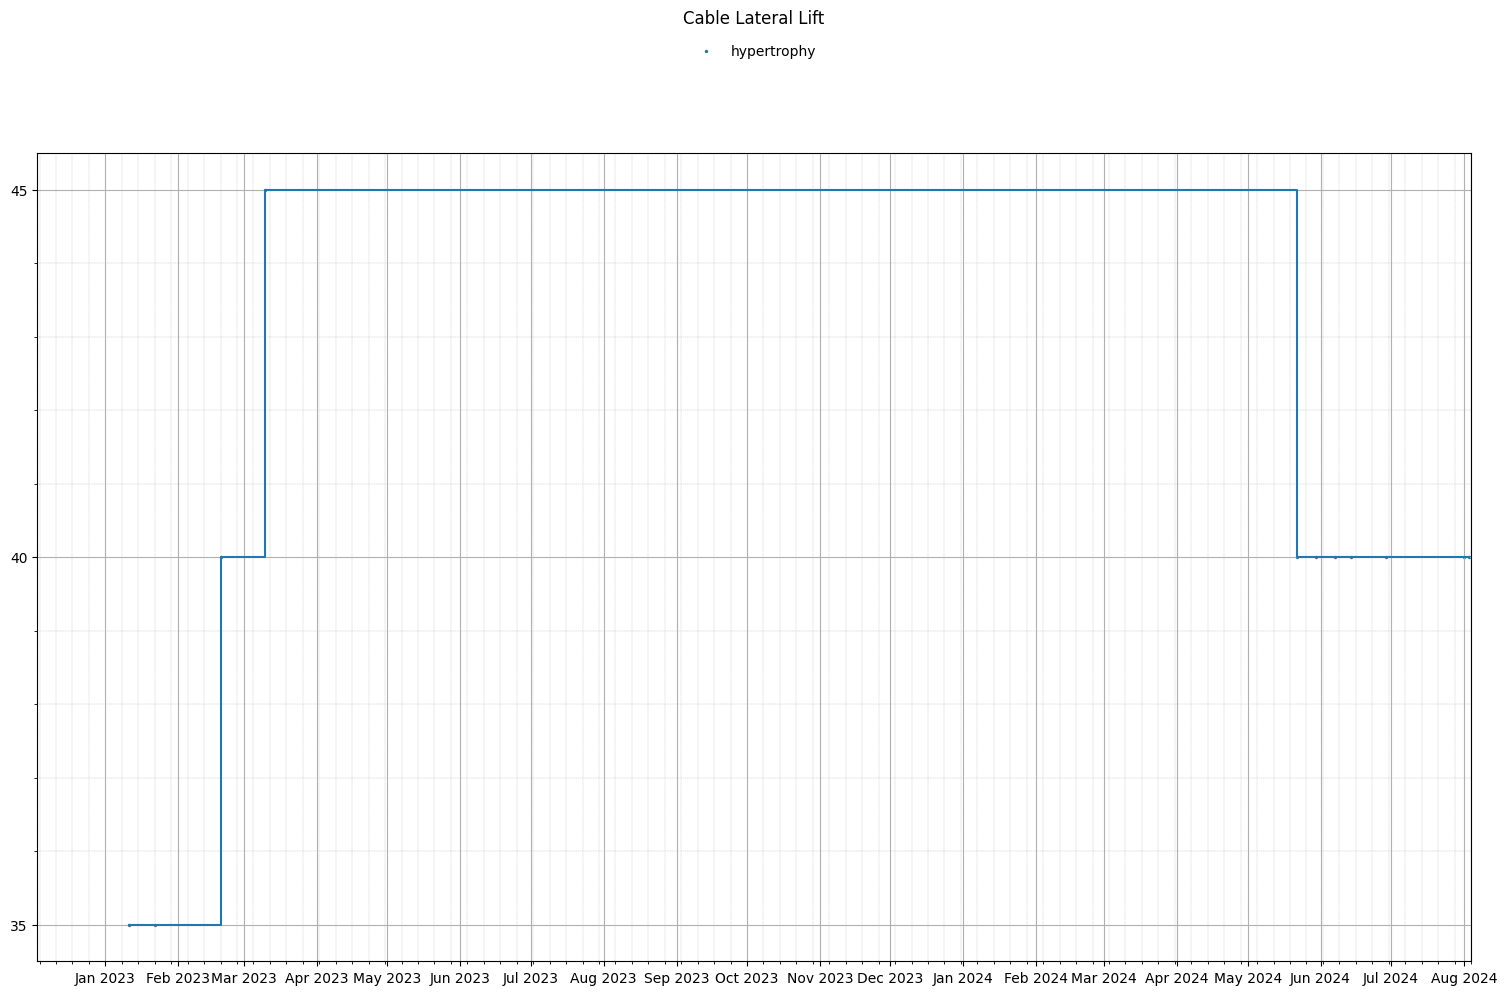 Cable Lateral Lift
hypertrophy
45
40
35
Jan 2023 Feb 2023 Mar 2023 Apr 2023 May 2023 Jun 2023 Jul 2023 Aug 2023 Sep 2023 Oct 2023 Nov 2023 Dec 2023 Jan 2024 Feb 2024 Mar 2024 Apr 2024 May 2024 Jun 2024 Jul 2024 Aug 2024